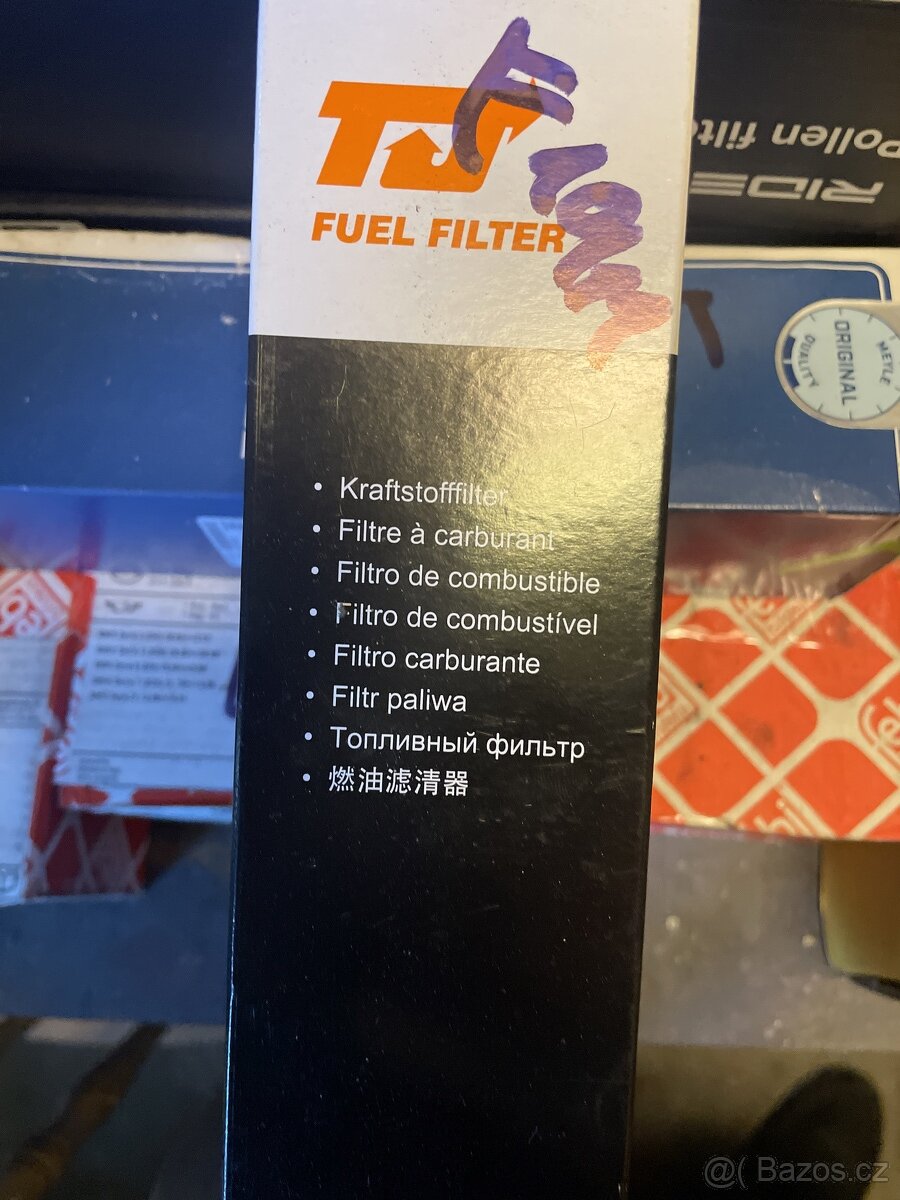 TJ
FUEL FILTER
Pollen filt
RIDE
ORIGINAL
MEYLE
QUALITY
• Kraftstofffilter
• Filtre à carburant
• Filtro de combustible
• Filtro de combustível
• Filtro carburante
• Filtr paliwa
• Топливный фильтр
• 燃油滤清器
@( Bazos.cz